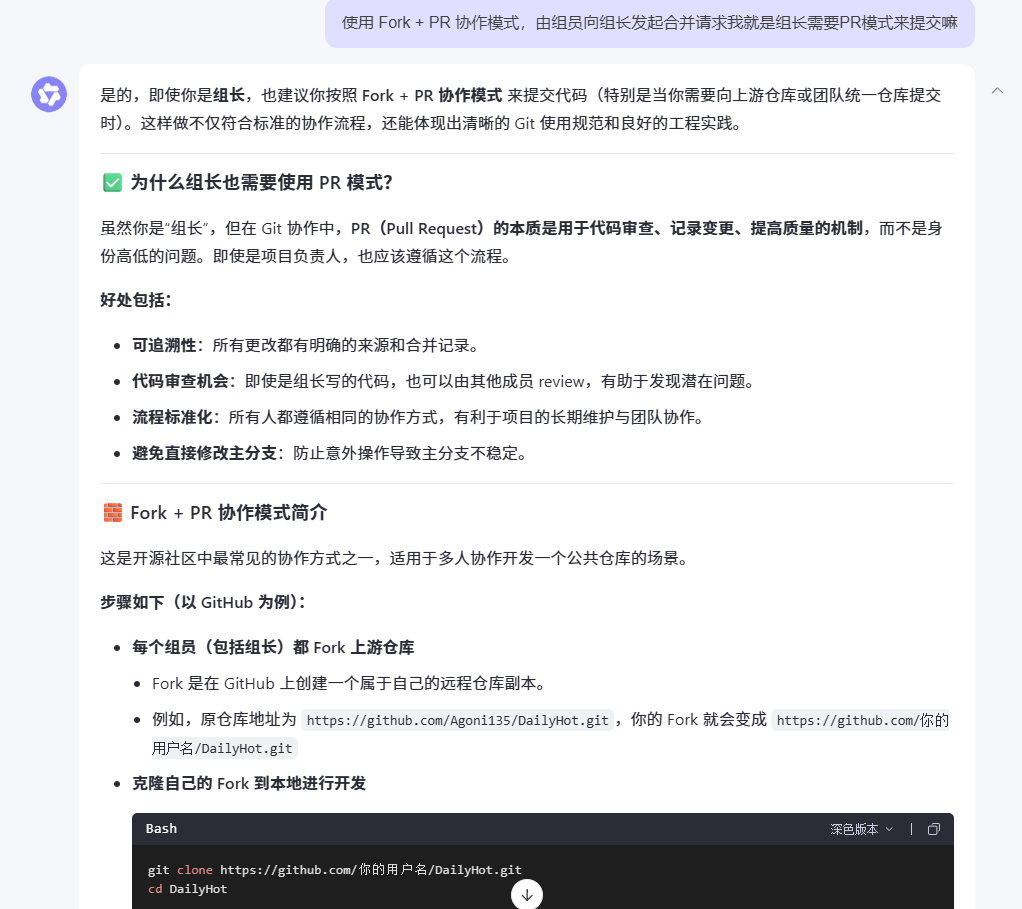 使用 Fork + PR 协作模式，由组员向组长发起合并请求我就是组长需要PR模式来提交嘛
是的，即使你是组长，也建议你按照 Fork + PR 协作模式 来提交代码（特别是当你需要向上游仓库或团队统一仓库提交
时）。这样做不仅符合标准的协作流程，还能体现出清晰的 Git 使用规范和良好的工程实践。
✅ 为什么组长也需要使用 PR 模式？
虽然你是“组长”，但在 Git 协作中，PR（Pull Request）的本质是用于代码审查、记录变更、提高质量的机制，而不是身
份高低的问题。即使是项目负责人，也应该遵循这个流程。
好处包括：
• 可追溯性：所有更改都有明确的来源和合并记录。
• 代码审查机会：即使是组长写的代码，也可以由其他成员 review，有助于发现潜在问题。
• 流程标准化：所有人都遵循相同的协作方式，有利于项目的长期维护与团队协作。
• 避免直接修改主分支：防止意外操作导致主分支不稳定。
🧱 Fork + PR 协作模式简介
这是开源社区中最常见的协作方式之一，适用于多人协作开发一个公共仓库的场景。
步骤如下（以 GitHub 为例）：
• 每个组员（包括组长）都 Fork 上游仓库
• Fork 是在 GitHub 上创建一个属于自己的远程仓库副本。
• 例如，原仓库地址为 https://github.com/Agoni135/DailyHot.git ，你的 Fork 就会变成 https://github.com/你的
用户名/DailyHot.git
• 克隆自己的 Fork 到本地进行开发
Bash 深色版本
git clone https://github.com/你的用户名/DailyHot.git
cd DailyHot